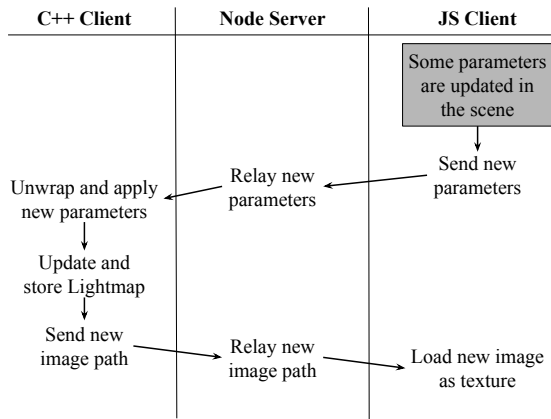 C++ Client
Node Server
JS Client
Some parameters
are updated in
the scene
Send new
parameters
Relay new
parameters
Unwrap and apply
new parameters
Update and
store Lightmap
Send new
image path
Relay new
image path
Load new image
as texture